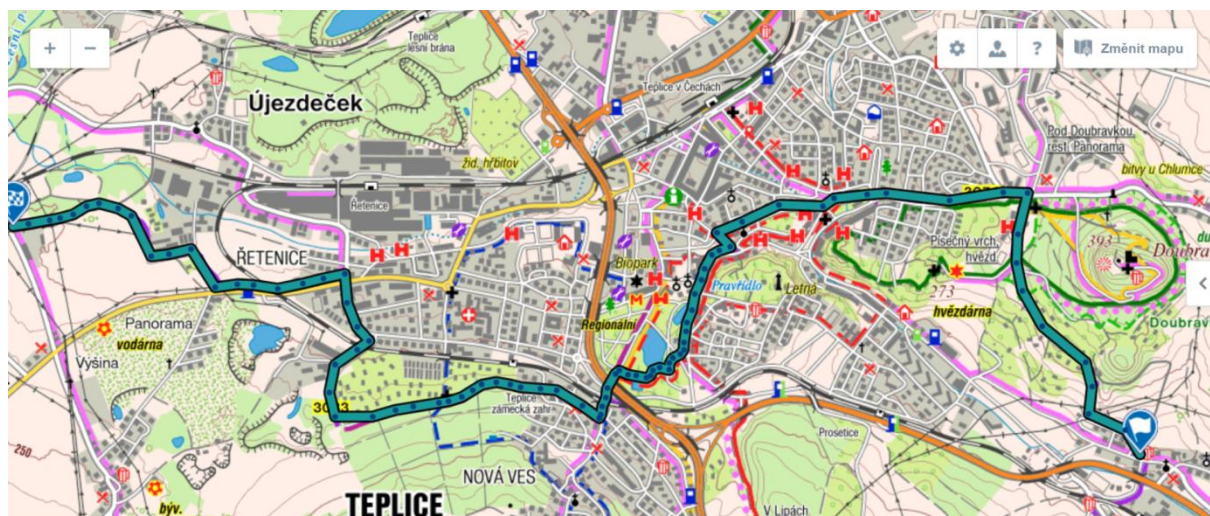 Změnit mapu
Teplice
lesní brána
Újezdeček
Teplice v Čechách
žid. hřbitov
Řetenice
Pod Doubravkou,
rest. Panorama
bitvy u Chlumce
ŘETENICE
Biopark
Pravřídlo
Letná
Písečný vrch,
hvězd.
393
Doubra
273
hvězdárna
Regionální
Panorama
vodárna
Výšina
Doubrav
Teplice
zámecká zahr.
Prosetice
250
NOVÁ VES
TEPLICE
býv.
V Lipách